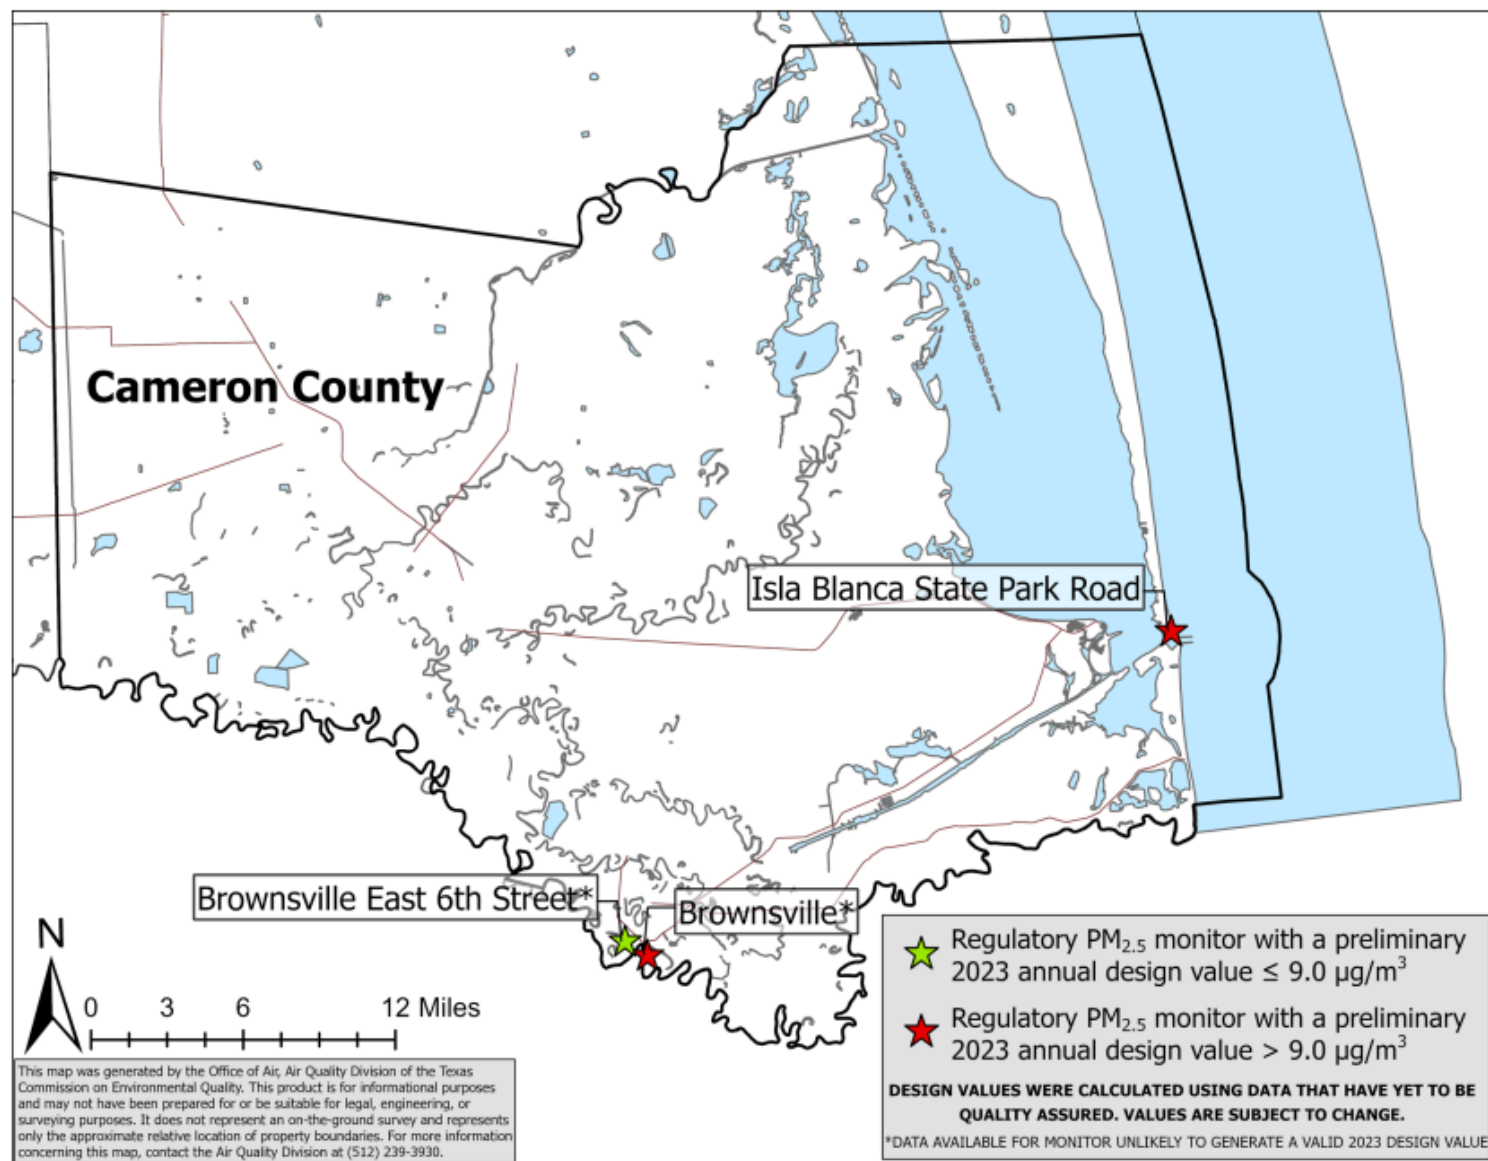 Cameron County
Isla Blanca State Park Road
Brownsville East 6th Street*
Brownsville*
N
0 3 6 12 Miles
Regulatory PM2.5 monitor with a preliminary
2023 annual design value ≤ 9.0 µg/m³
Regulatory PM2.5 monitor with a preliminary
2023 annual design value > 9.0 µg/m³
DESIGN VALUES WERE CALCULATED USING DATA THAT HAVE YET TO BE
QUALITY ASSURED. VALUES ARE SUBJECT TO CHANGE.
*DATA AVAILABLE FOR MONITOR UNLIKELY TO GENERATE A VALID 2023 DESIGN VALUE
This map was generated by the Office of Air, Air Quality Division of the Texas
Commission on Environmental Quality. This product is for informational purposes
and may not have been prepared for or be suitable for legal, engineering, or
surveying purposes. It does not represent an on-the-ground survey and represents
only the approximate relative location of property boundaries. For more information
concerning this map, contact the Air Quality Division at (512) 239-3930.